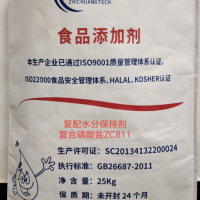 ZHICHUANGTECH
食品添加剂
本生产企业已通过ISO9001质量管理体系认证、
ISO22000食品安全管理体系、HALAL、KOSHER认证
复配水分保持剂
复合磷酸盐ZC811
生产许可证：SC20134132200024
执行标准：GB26687-2011
净 含 量：25Kg
保 质 期：未开封 24 个月